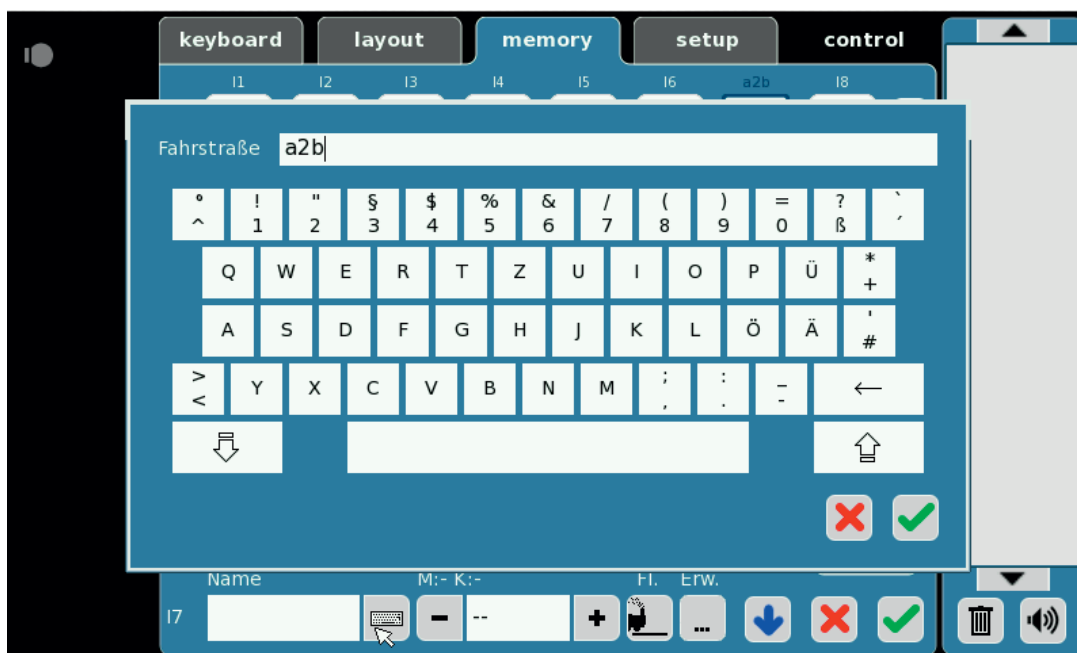 keyboard layout memory setup control
I1 I2 I3 I4 I5 I6 a2b I8
Fahrstraße a2b
° ! " § $ % & / ( ) = ? `
^ 1 2 3 4 5 6 7 8 9 0 ß ´
Q W E R T Z U I O P Ü * +
A S D F G H J K L Ö Ä ' #
> < Y X C V B N M ; , : . _ - ←
Name M:- K:- Fl. Erw.
I7 - -- + ...